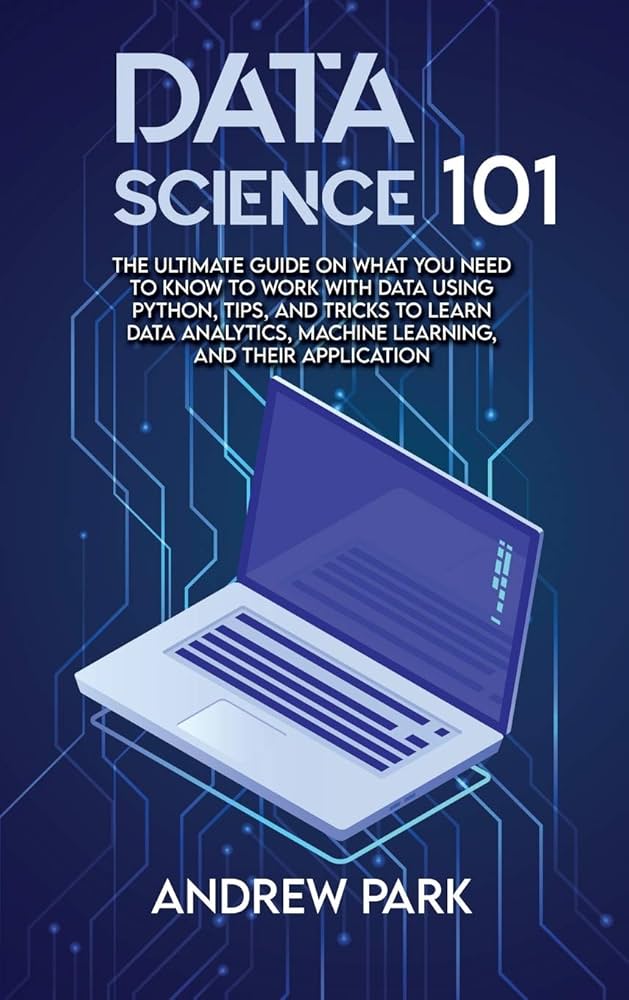 DATA
SCIENCE 101
THE ULTIMATE GUIDE ON WHAT YOU NEED
TO KNOW TO WORK WITH DATA USING
PYTHON, TIPS, AND TRICKS TO LEARN
DATA ANALYTICS, MACHINE LEARNING,
AND THEIR APPLICATION
ANDREW PARK